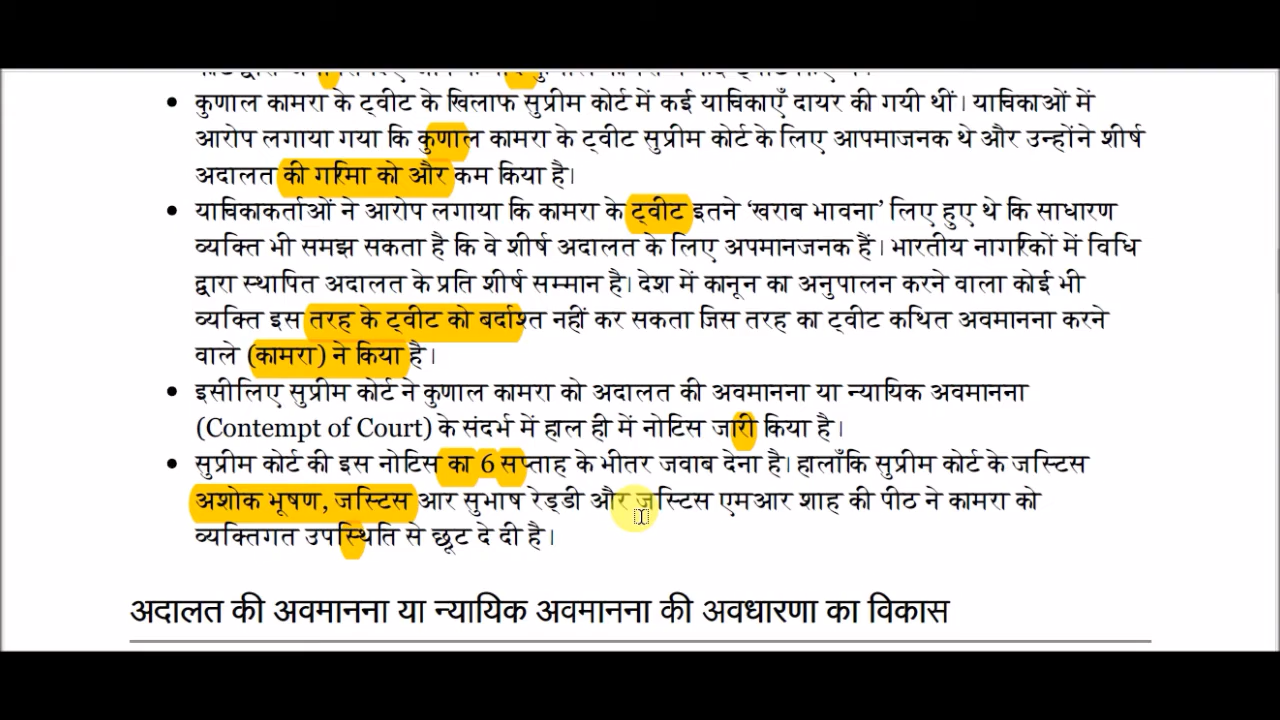 कुणाल कामरा के ट्वीट के खिलाफ सुप्रीम कोर्ट में कई याचिकाएँ दायर की गयी थीं। याचिकाओं में
आरोप लगाया गया कि कुणाल कामरा के ट्वीट सुप्रीम कोर्ट के लिए आपमाजनक थे और उन्होंने शीर्ष
अदालत की गरिमा को और कम किया है।
याचिकाकर्ताओं ने आरोप लगाया कि कामरा के ट्वीट इतने ‘खराब भावना’ लिए हुए थे कि साधारण
व्यक्ति भी समझ सकता है कि वे शीर्ष अदालत के लिए अपमानजनक हैं। भारतीय नागरिकों में विधि
द्वारा स्थापित अदालत के प्रति शीर्ष सम्मान है। देश में कानून का अनुपालन करने वाला कोई भी
व्यक्ति इस तरह के ट्वीट को बर्दाश्त नहीं कर सकता जिस तरह का ट्वीट कथित अवमानना करने
वाले (कामरा) ने किया है।
इसीलिए सुप्रीम कोर्ट ने कुणाल कामरा को अदालत की अवमानना या न्यायिक अवमानना
(Contempt of Court) के संदर्भ में हाल ही में नोटिस जारी किया है।
सुप्रीम कोर्ट की इस नोटिस का 6 सप्ताह के भीतर जवाब देना है। हालाँकि सुप्रीम कोर्ट के जस्टिस
अशोक भूषण, जस्टिस आर सुभाष रेड्डी और जस्टिस एमआर शाह की पीठ ने कामरा को
व्यक्तिगत उपस्थिति से छूट दे दी है।
अदालत की अवमानना या न्यायिक अवमानना की अवधारणा का विकास